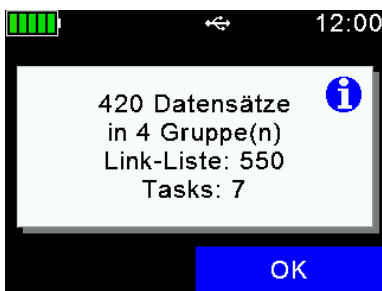 12:00
420 Datensätze
in 4 Gruppe(n)
Link-Liste: 550
Tasks: 7
OK